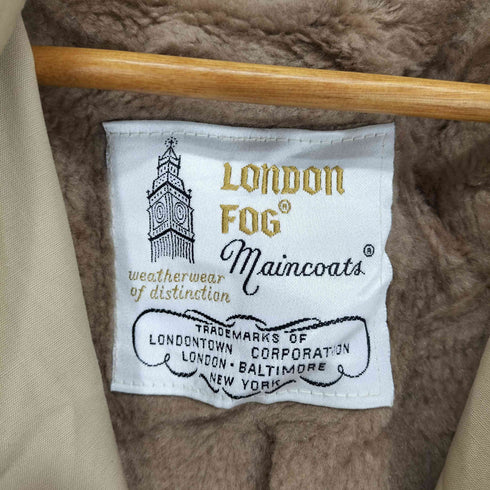 LONDON
FOG®
Maincoats®
weatherwear
of distinction
TRADEMARKS OF
LONDONTOWN CORPORATION
LONDON · BALTIMORE
NEW YORK